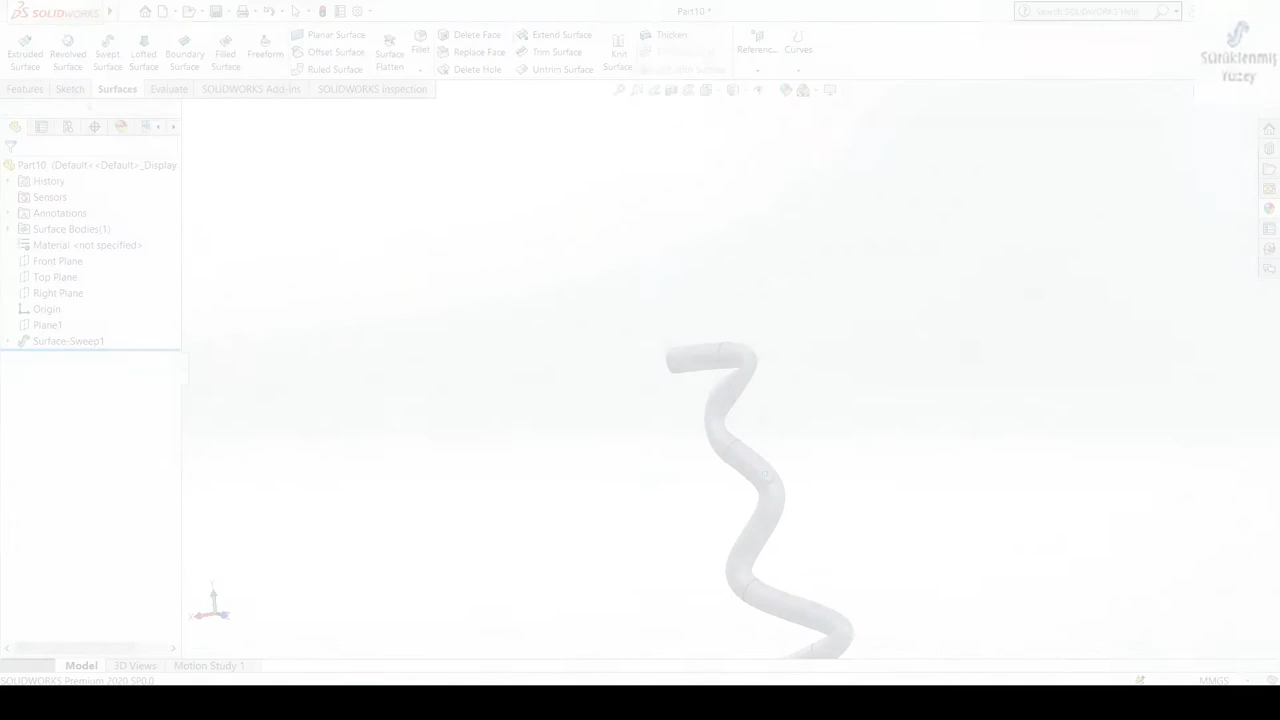 SOLIDWORKS
Part10 *
Search SOLIDWORKS Help
Extruded Surface
Revolved Surface
Swept Surface
Lofted Surface
Boundary Surface
Filled Surface
Freeform
Planar Surface
Offset Surface
Ruled Surface
Surface Flatten
Fillet
Delete Face
Replace Face
Delete Hole
Extend Surface
Trim Surface
Untrim Surface
Knit Surface
Thicken
Referenc...
Curves
Sürüklenmiş
Yüzey
Features Sketch Surfaces Evaluate SOLIDWORKS Add-ins SOLIDWORKS Inspection
Part10 (Default<<Default>_Display
History
Sensors
Annotations
Surface Bodies(1)
Material <not specified>
Front Plane
Top Plane
Right Plane
Origin
Plane1
Surface-Sweep1
Y
X
Model 3D Views Motion Study 1
SOLIDWORKS Premium 2020 SP0.0
MMGS